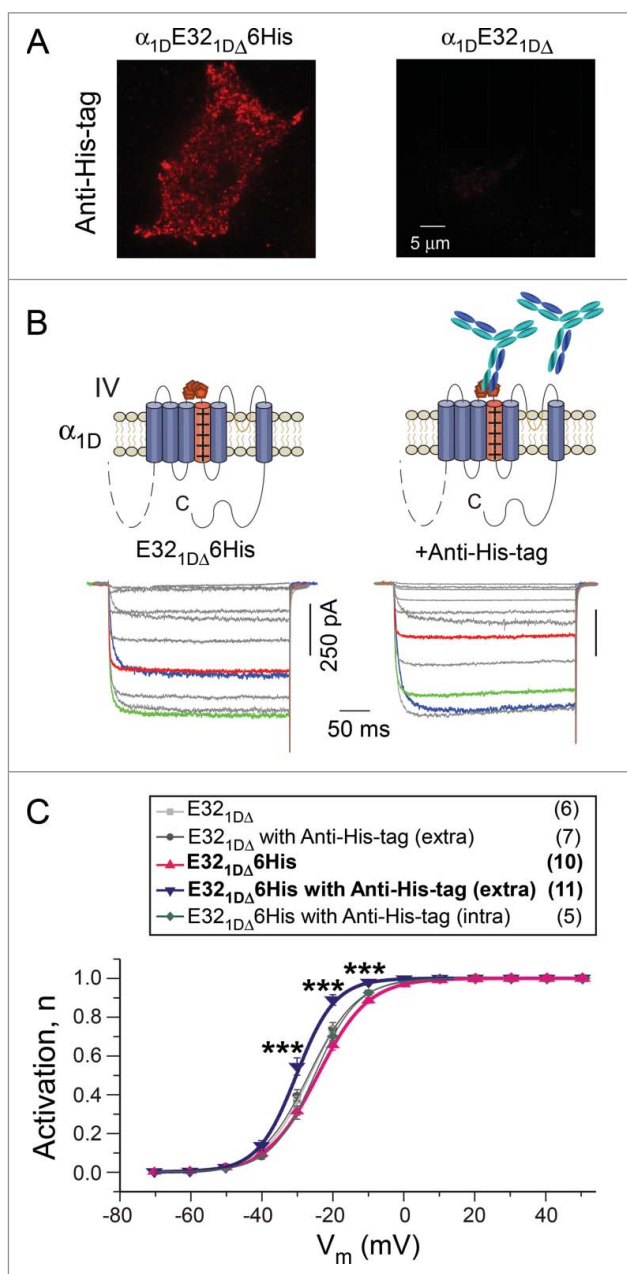 A
α1DE321DΔ6His
α1DE321DΔ
Anti-His-tag
5 μm
B
IV
α1D
C
C
E321DΔ6His
+Anti-His-tag
250 pA
50 ms
C
E321DΔ (6)
E321DΔ with Anti-His-tag (extra) (7)
E321DΔ6His (10)
E321DΔ6His with Anti-His-tag (extra) (11)
E321DΔ6His with Anti-His-tag (intra) (5)
Activation, n
1.0
0.8
0.6
0.4
0.2
0.0
***
***
***
-80 -60 -40 -20 0 20 40
Vm (mV)